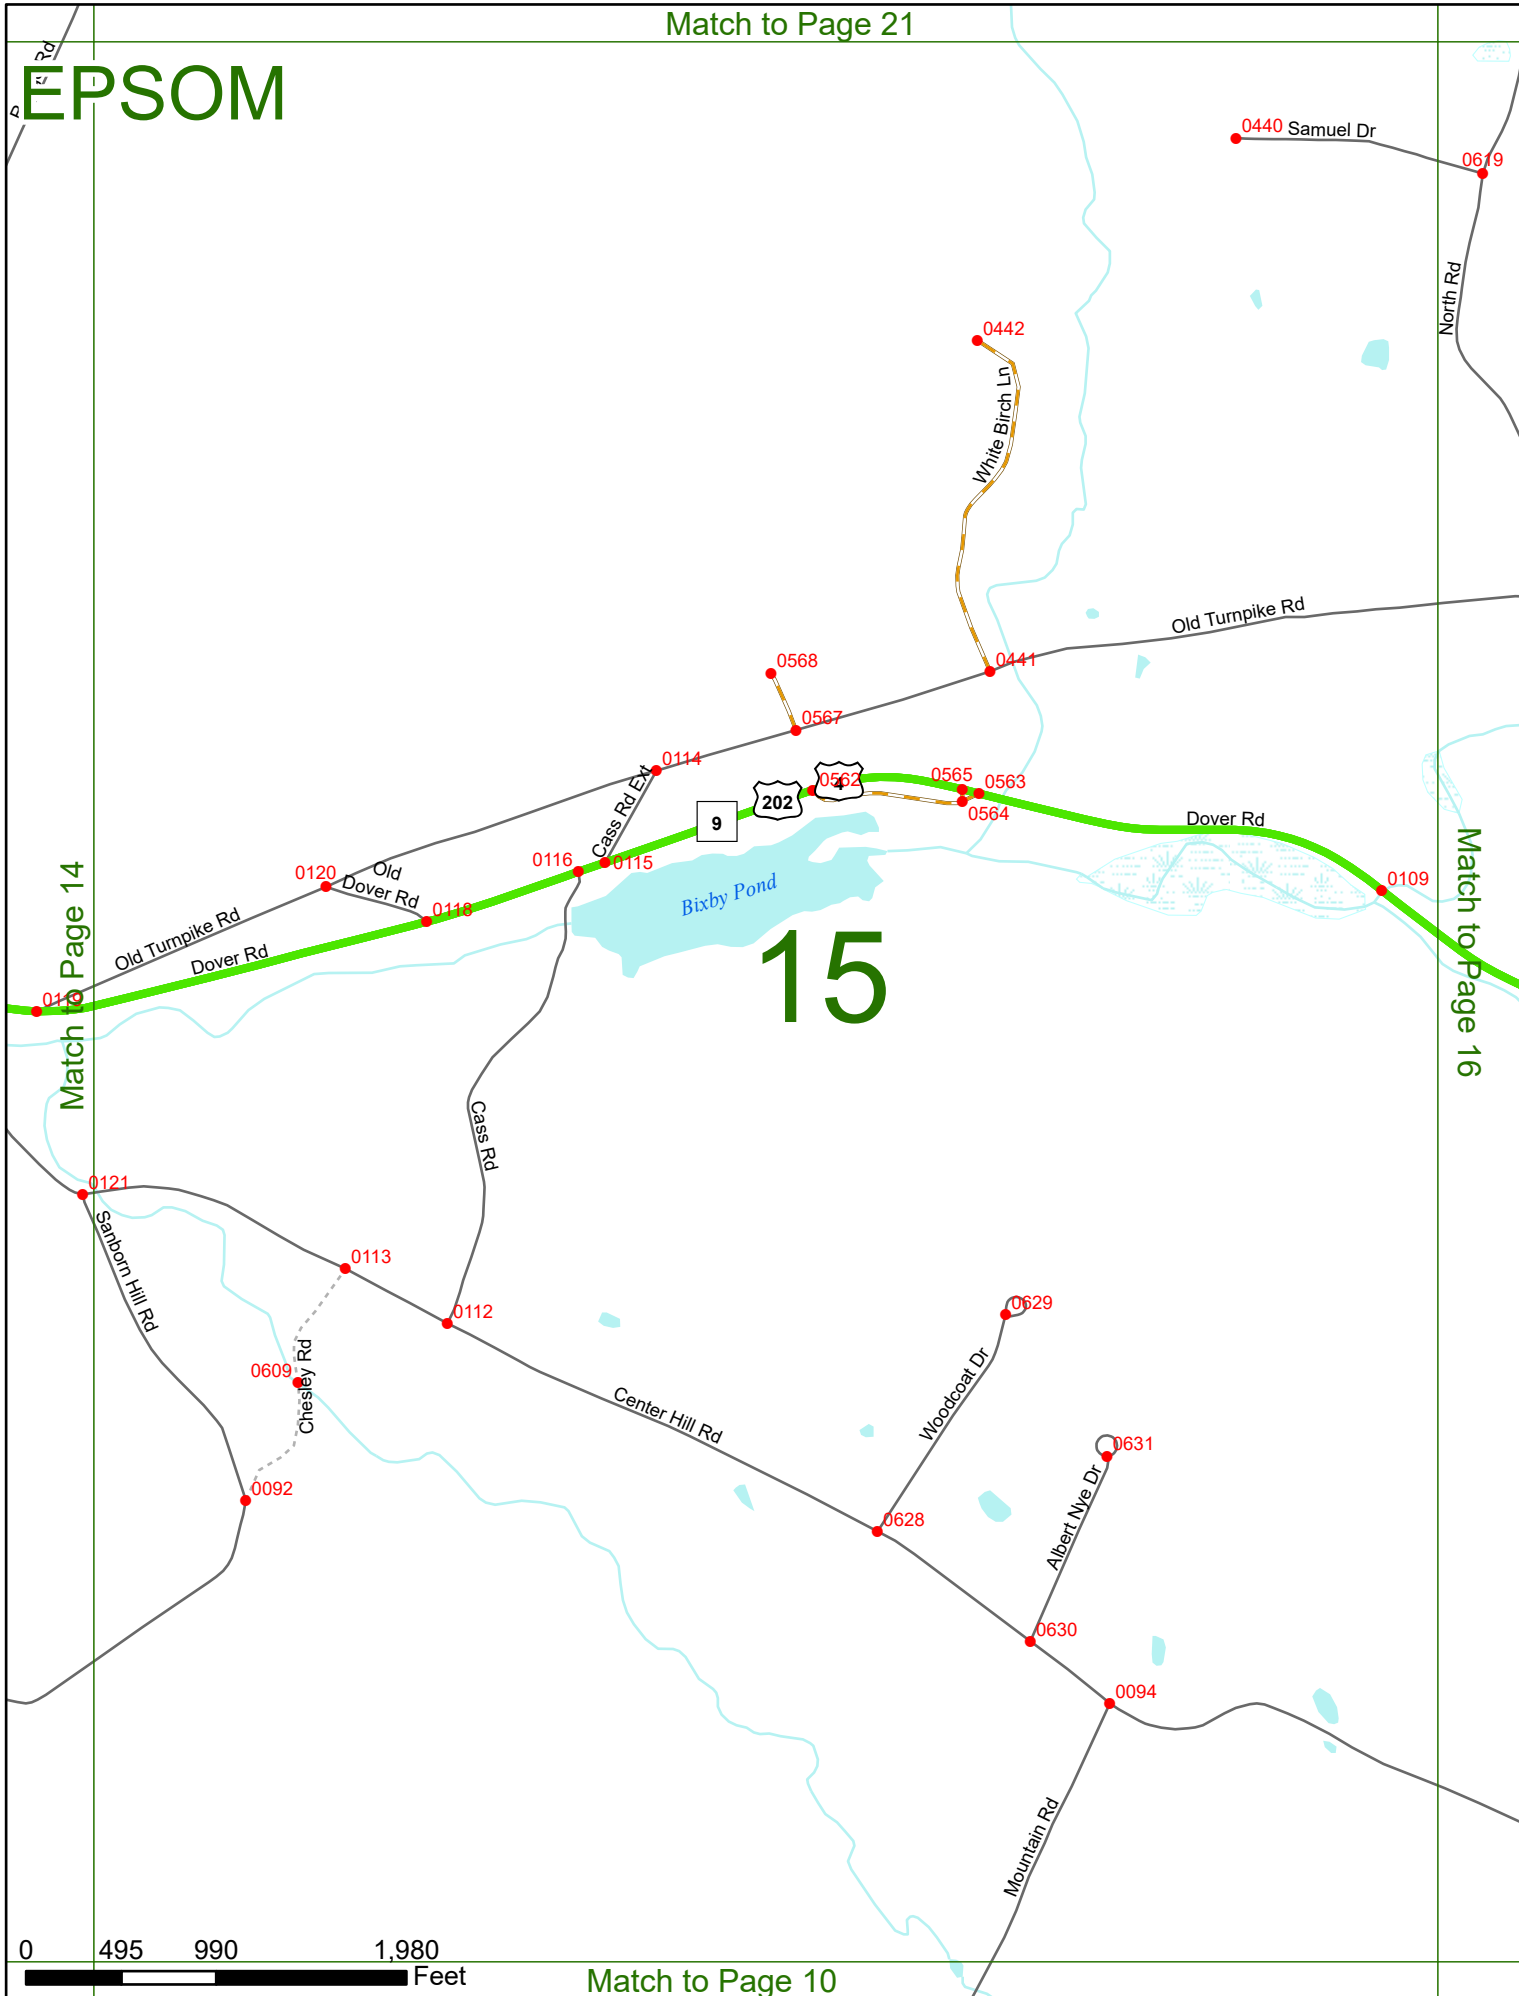 Match to Page 21
EPSOM
Rd
0440
Samuel Dr
0619
North Rd
0442
White Birch Ln
Old Turnpike Rd
0441
0568
0567
0114
Cass Rd Ext
0562
4
202
9
0565
0563
0564
Dover Rd
0116
0115
0109
0120
Old
Dover Rd
0118
Bixby Pond
15
Old Turnpike Rd
Dover Rd
0119
Match to Page 14
Match to Page 16
Cass Rd
0121
Sanborn Hill Rd
0113
0112
0609
Chesley Rd
0092
Center Hill Rd
0629
Woodcoat Dr
0631
Albert Nye Dr
0628
0630
0094
Mountain Rd
0 495 990 1,980
Feet
Match to Page 10